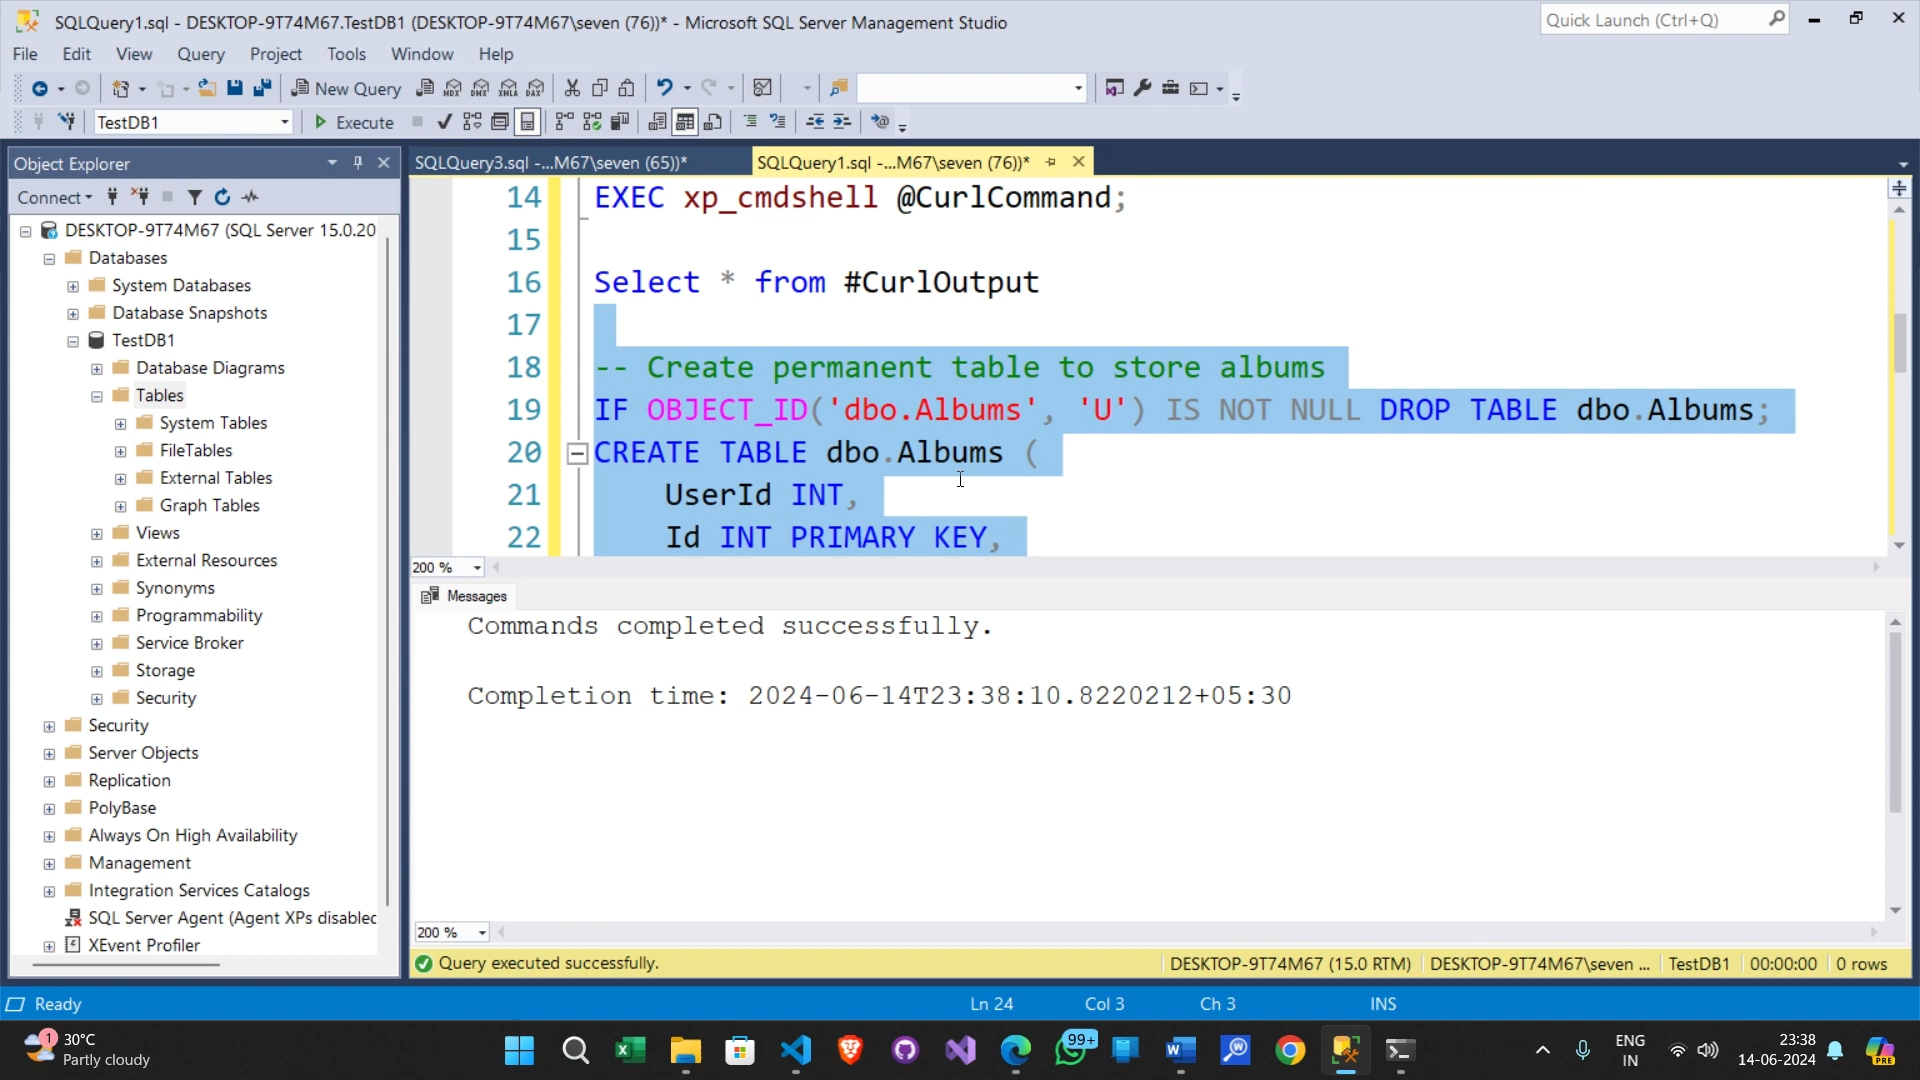 SQLQuery1.sql - DESKTOP-9T74M67.TestDB1 (DESKTOP-9T74M67\seven (76))* - Microsoft SQL Server Management Studio
Quick Launch (Ctrl+Q)
File Edit View Query Project Tools Window Help
New Query MDX DMX XMLA DAX
TestDB1 Execute
Object Explorer
SQLQuery3.sql -...M67\seven (65))* SQLQuery1.sql -...M67\seven (76))*
Connect
DESKTOP-9T74M67 (SQL Server 15.0.20
Databases
System Databases
Database Snapshots
TestDB1
Database Diagrams
Tables
System Tables
FileTables
External Tables
Graph Tables
Views
External Resources
Synonyms
Programmability
Service Broker
Storage
Security
Security
Server Objects
Replication
PolyBase
Always On High Availability
Management
Integration Services Catalogs
SQL Server Agent (Agent XPs disabled
XEvent Profiler
14 EXEC xp_cmdshell @CurlCommand;
15
16 Select * from #CurlOutput
17
18 -- Create permanent table to store albums
19 IF OBJECT_ID('dbo.Albums', 'U') IS NOT NULL DROP TABLE dbo.Albums;
20 CREATE TABLE dbo.Albums (
21 UserId INT,
22 Id INT PRIMARY KEY,
200 %
Messages
Commands completed successfully.
Completion time: 2024-06-14T23:38:10.8220212+05:30
200 %
Query executed successfully. DESKTOP-9T74M67 (15.0 RTM) DESKTOP-9T74M67\seven ... TestDB1 00:00:00 0 rows
Ready Ln 24 Col 3 Ch 3 INS
1 30°C
Partly cloudy
99+
ENG
IN
23:38
14-06-2024
PRE